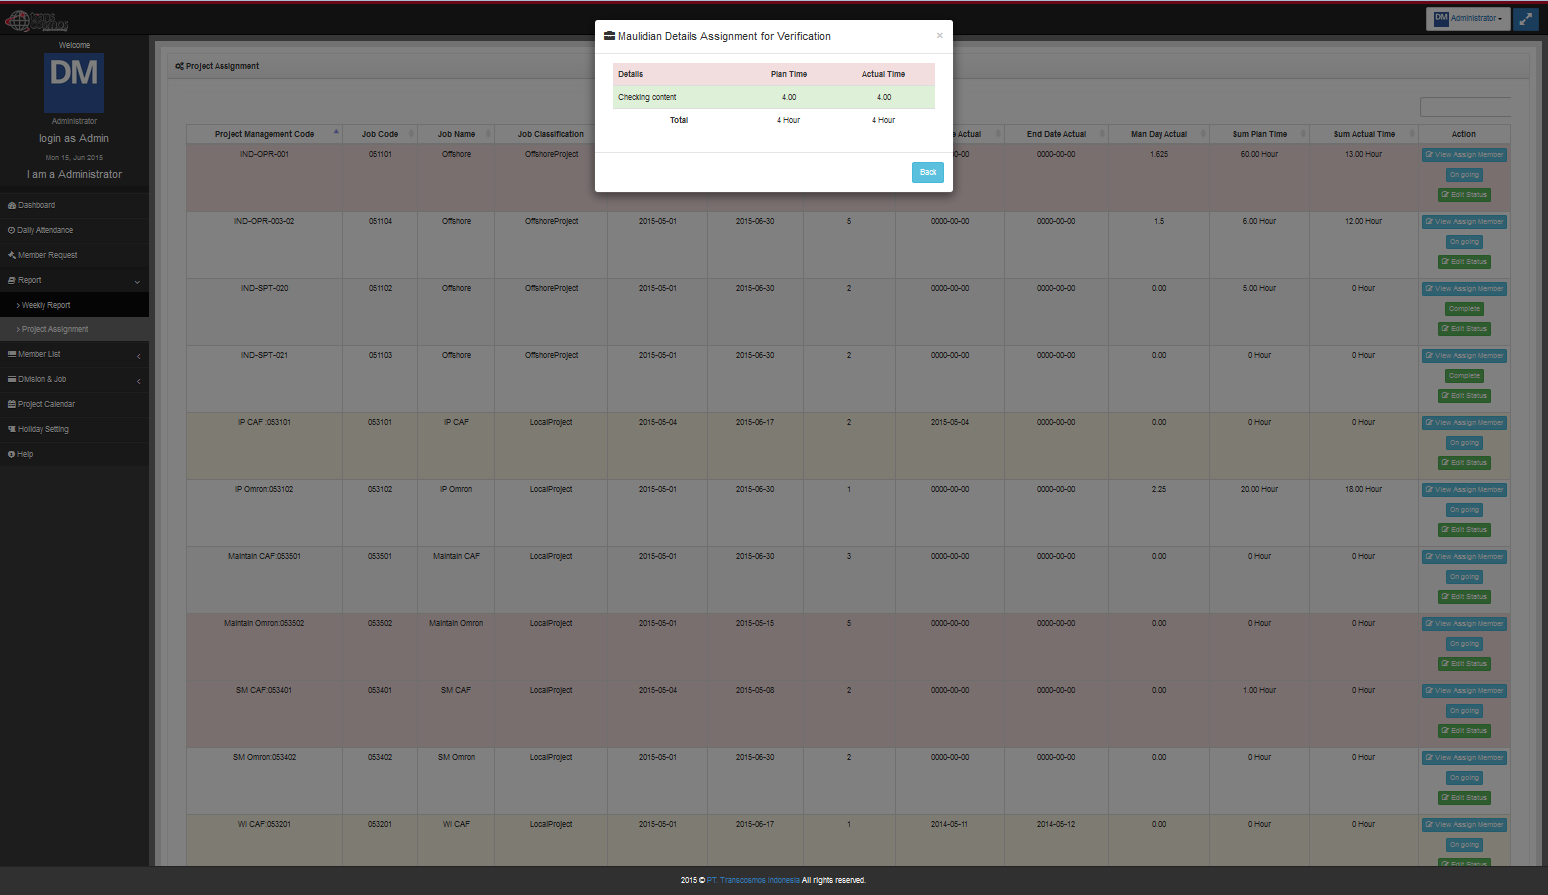 trans cosmos
DM Administrator
Welcome
DM
Administrator
login as Admin
Mon 15, Jun 2015
I am a Administrator
Dashboard
Daily Attendance
Member Request
Report
Weekly Report
Project Assignment
Member List
Division & Job
Project Calendar
Holiday Setting
Help
Maulidian Details Assignment for Verification ×
Details Plan Time Actual Time
Checking content 4.00 4.00
Total 4 Hour 4 Hour
Back
Project Assignment
Project Management Code Job Code Job Name Job Classification e Actual End Date Actual Man Day Actual Sum Plan Time Sum Actual Time Action
IND-OPR-001 051101 Offshore OffshoreProject 0-00 0000-00-00 1.625 60.00 Hour 13.00 Hour View Assign Member
On going
Edit Status
IND-OPR-003-02 051104 Offshore OffshoreProject 2015-05-01 2015-06-30 5 0000-00-00 0000-00-00 1.5 6.00 Hour 12.00 Hour View Assign Member
On going
Edit Status
IND-SPT-020 051102 Offshore OffshoreProject 2015-05-01 2015-06-30 2 0000-00-00 0000-00-00 0.00 5.00 Hour 0 Hour View Assign Member
Complete
Edit Status
IND-SPT-021 051103 Offshore OffshoreProject 2015-05-01 2015-06-30 2 0000-00-00 0000-00-00 0.00 0 Hour 0 Hour View Assign Member
Complete
Edit Status
IP CAF :053101 053101 IP CAF LocalProject 2015-05-04 2015-06-17 2 2015-05-04 0000-00-00 0.00 0 Hour 0 Hour View Assign Member
On going
Edit Status
IP Omron:053102 053102 IP Omron LocalProject 2015-05-01 2015-06-30 1 0000-00-00 0000-00-00 2.25 20.00 Hour 18.00 Hour View Assign Member
On going
Edit Status
Maintain CAF:053501 053501 Maintain CAF LocalProject 2015-05-01 2015-06-30 3 0000-00-00 0000-00-00 0.00 0 Hour 0 Hour View Assign Member
On going
Edit Status
Maintain Omron:053502 053502 Maintain Omron LocalProject 2015-05-01 2015-05-15 5 0000-00-00 0000-00-00 0.00 0 Hour 0 Hour View Assign Member
On going
Edit Status
SM CAF:053401 053401 SM CAF LocalProject 2015-05-04 2015-05-08 2 0000-00-00 0000-00-00 0.00 1.00 Hour 0 Hour View Assign Member
On going
Edit Status
SM Omron:053402 053402 SM Omron LocalProject 2015-05-01 2015-06-30 2 0000-00-00 0000-00-00 0.00 0 Hour 0 Hour View Assign Member
On going
Edit Status
WI CAF:053201 053201 WI CAF LocalProject 2015-05-01 2015-06-17 1 2014-05-11 2014-05-12 0.00 0 Hour 0 Hour View Assign Member
On going
Edit Status
2015 © PT. Transcosmos Indonesia All rights reserved.